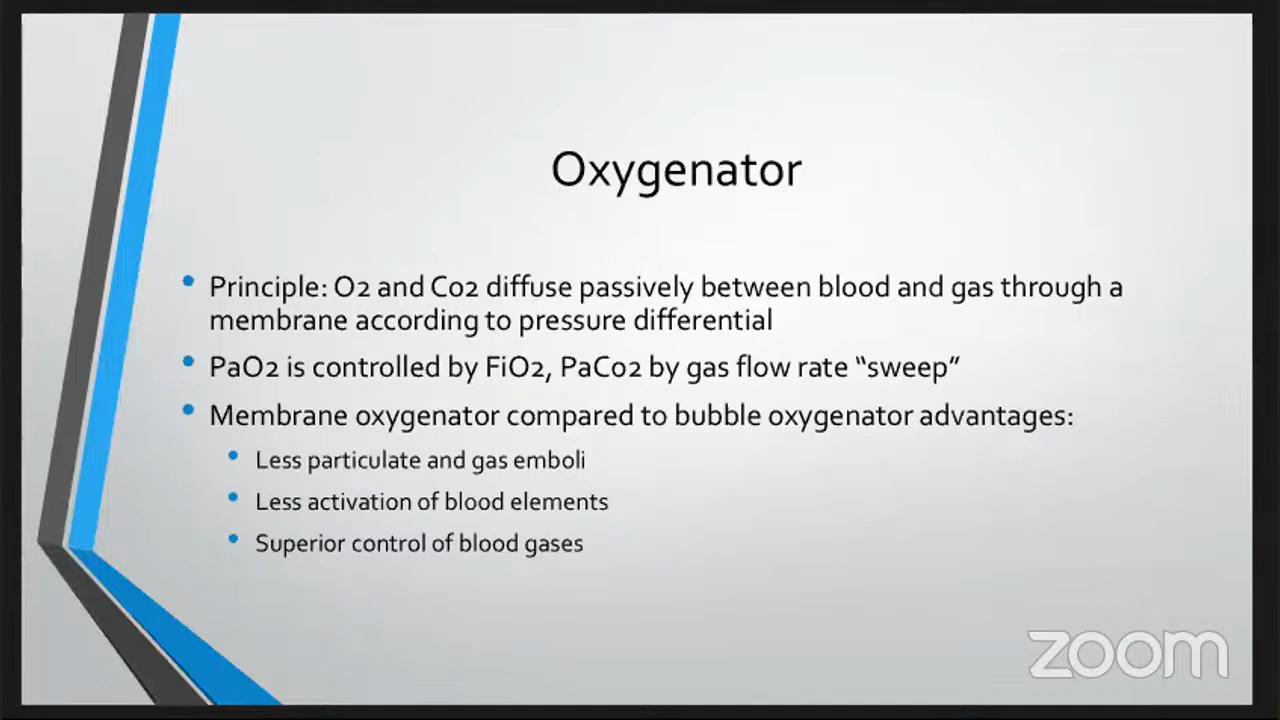 Oxygenator
• Principle: O2 and Co2 diffuse passively between blood and gas through a
membrane according to pressure differential
• PaO2 is controlled by FiO2, PaCo2 by gas flow rate “sweep”
• Membrane oxygenator compared to bubble oxygenator advantages:
• Less particulate and gas emboli
• Less activation of blood elements
• Superior control of blood gases
zoom